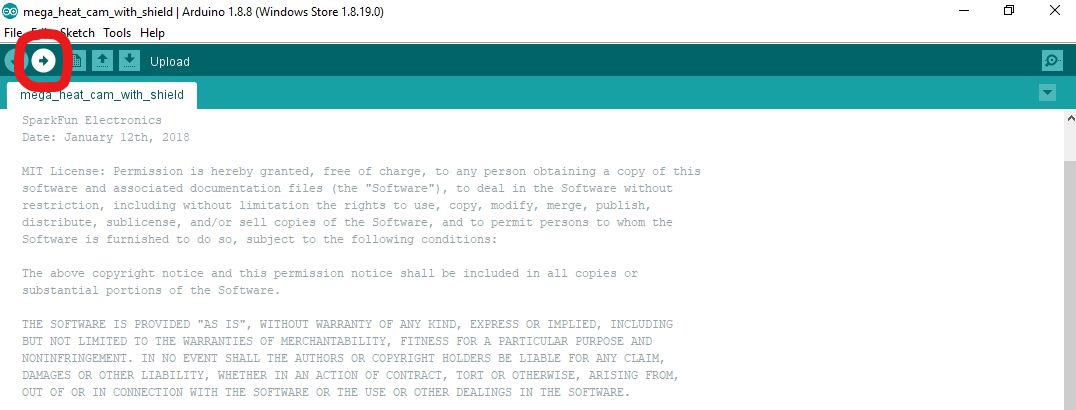 mega_heat_cam_with_shield | Arduino 1.8.8 (Windows Store 1.8.19.0)
File Edit Sketch Tools Help
Upload
mega_heat_cam_with_shield
SparkFun Electronics
Date: January 12th, 2018
MIT License: Permission is hereby granted, free of charge, to any person obtaining a copy of this
software and associated documentation files (the "Software"), to deal in the Software without
restriction, including without limitation the rights to use, copy, modify, merge, publish,
distribute, sublicense, and/or sell copies of the Software, and to permit persons to whom the
Software is furnished to do so, subject to the following conditions:
The above copyright notice and this permission notice shall be included in all copies or
substantial portions of the Software.
THE SOFTWARE IS PROVIDED "AS IS", WITHOUT WARRANTY OF ANY KIND, EXPRESS OR IMPLIED, INCLUDING
BUT NOT LIMITED TO THE WARRANTIES OF MERCHANTABILITY, FITNESS FOR A PARTICULAR PURPOSE AND
NONINFRINGEMENT. IN NO EVENT SHALL THE AUTHORS OR COPYRIGHT HOLDERS BE LIABLE FOR ANY CLAIM,
DAMAGES OR OTHER LIABILITY, WHETHER IN AN ACTION OF CONTRACT, TORT OR OTHERWISE, ARISING FROM,
OUT OF OR IN CONNECTION WITH THE SOFTWARE OR THE USE OR OTHER DEALINGS IN THE SOFTWARE.